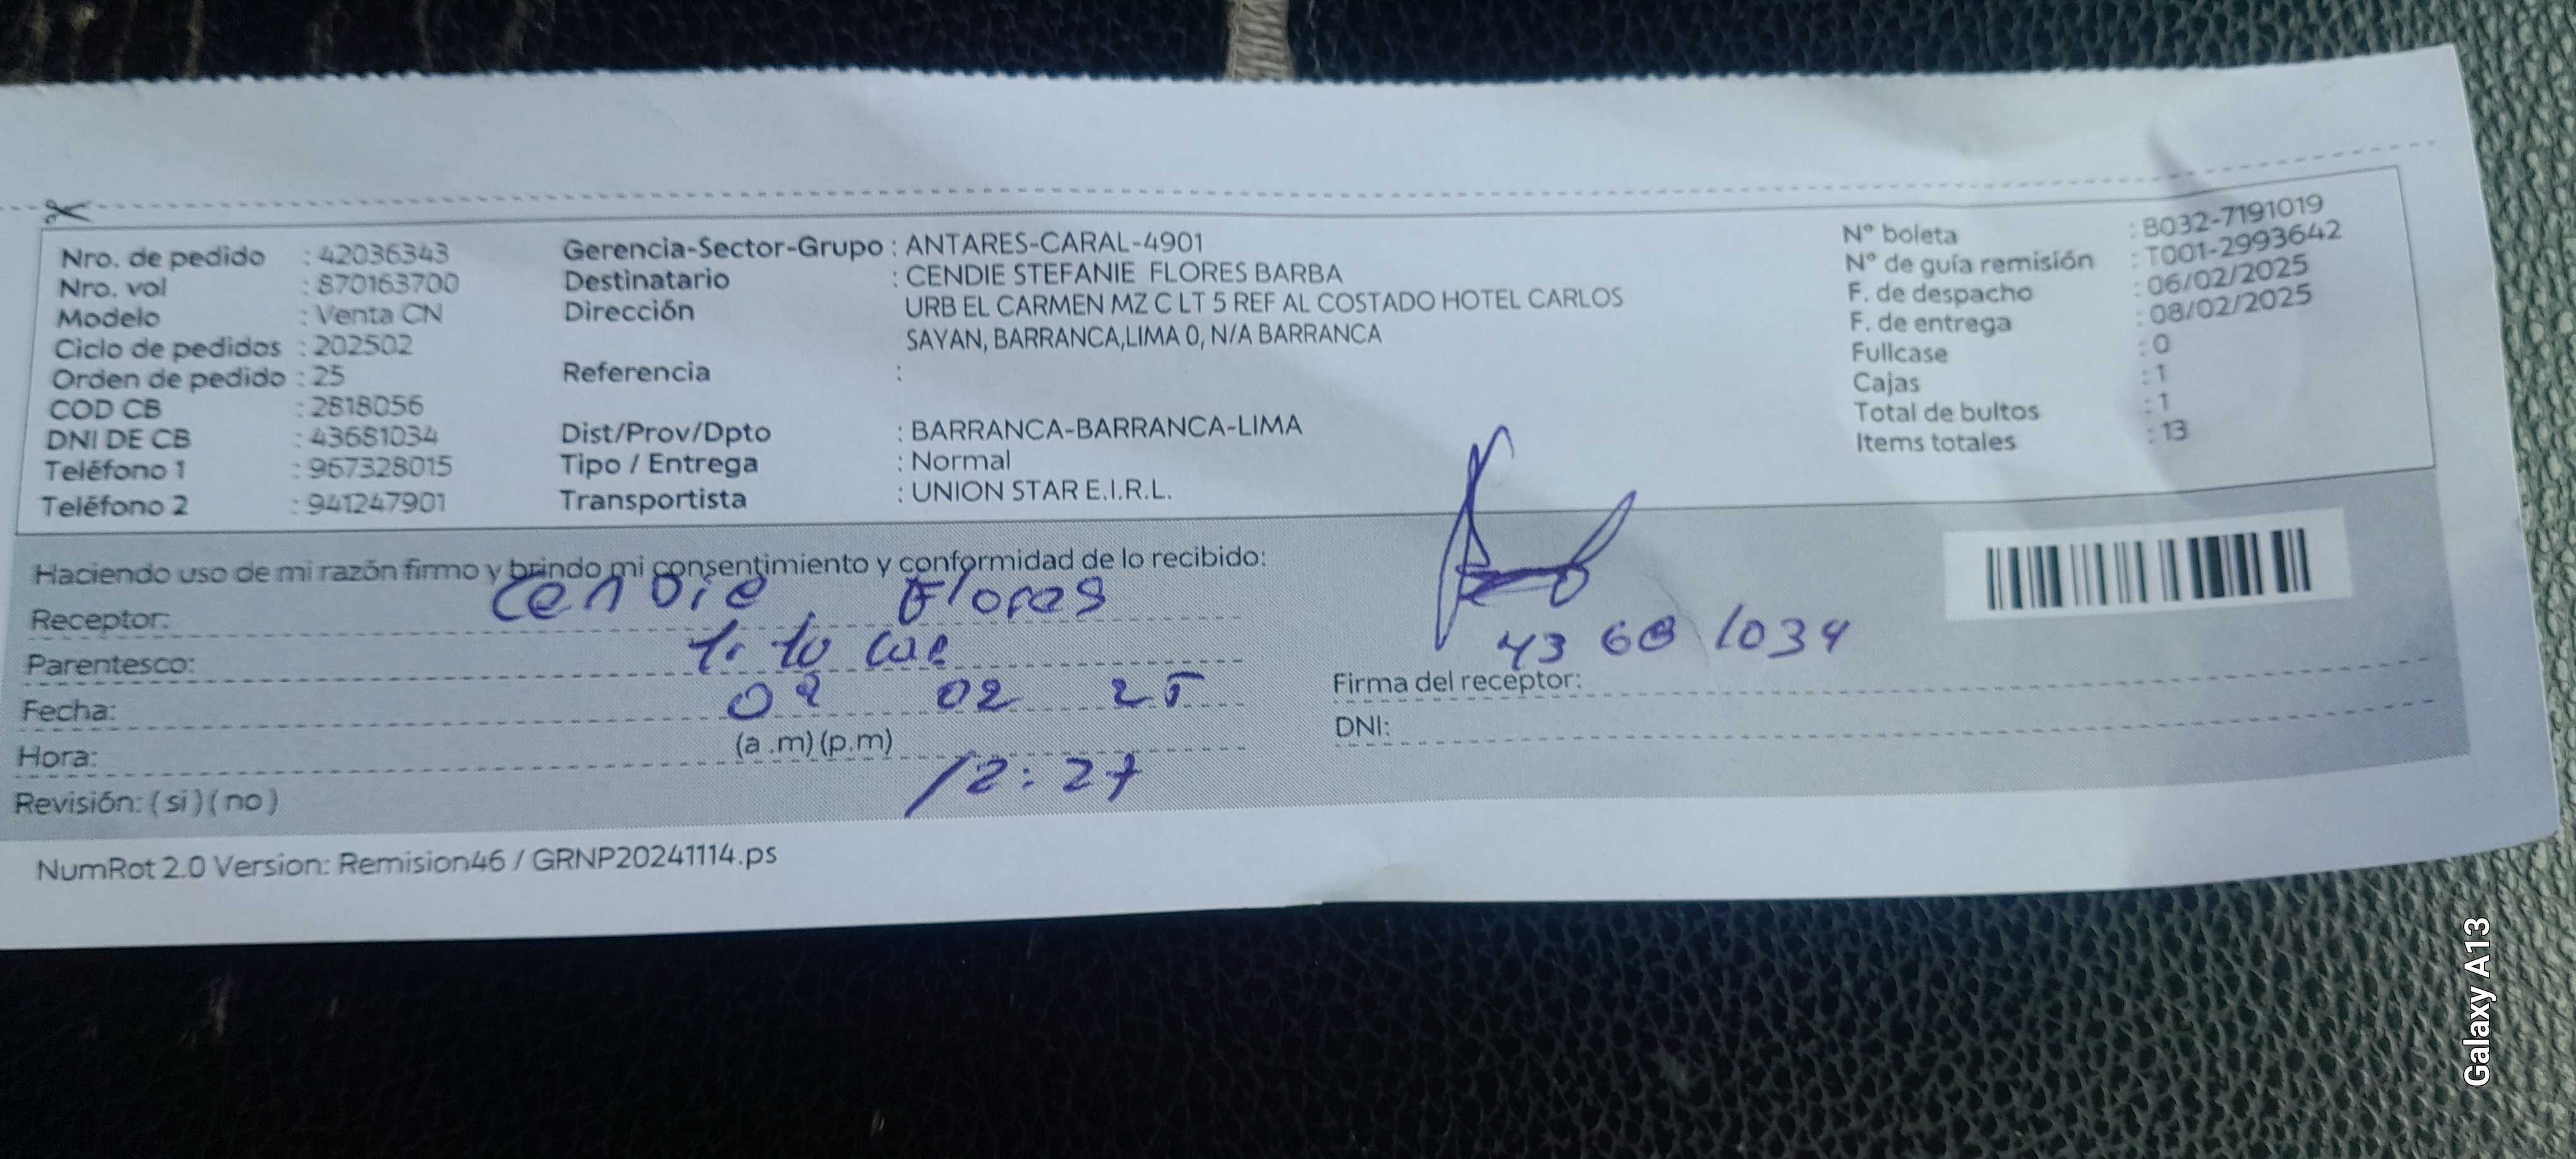 Nro. de pedido : 42036343
Nro. vol : 870163700
Modelo : Venta CN
Ciclo de pedidos : 202502
Orden de pedido : 25
COD CB : 2818056
DNI DE CB : 43681034
Teléfono 1 : 967328015
Teléfono 2 : 941247901
Gerencia-Sector-Grupo : ANTARES-CARAL-4901
Destinatario : CENDIE STEFANIE FLORES BARBA
Dirección URB EL CARMEN MZ C LT 5 REF AL COSTADO HOTEL CARLOS
SAYAN, BARRANCA,LIMA 0, N/A BARRANCA
Referencia :
Dist/Prov/Dpto : BARRANCA-BARRANCA-LIMA
Tipo / Entrega : Normal
Transportista : UNION STAR E.I.R.L.
N° boleta : B032-7191019
N° de guía remisión : T001-2993642
F. de despacho : 06/02/2025
F. de entrega : 08/02/2025
Fullcase : 0
Cajas : 1
Total de bultos : 1
Items totales : 13
Haciendo uso de mi razón firmo y brindo mi consentimiento y conformidad de lo recibido:
Receptor: Cendie Flores
Parentesco:
Fecha: 02 25
Hora: (a .m) (p.m) 12:27
Revisión: ( si ) ( no )
43681034
Firma del receptor:
DNI:
NumRot 2.0 Version: Remision46 / GRNP20241114.ps
Galaxy A13